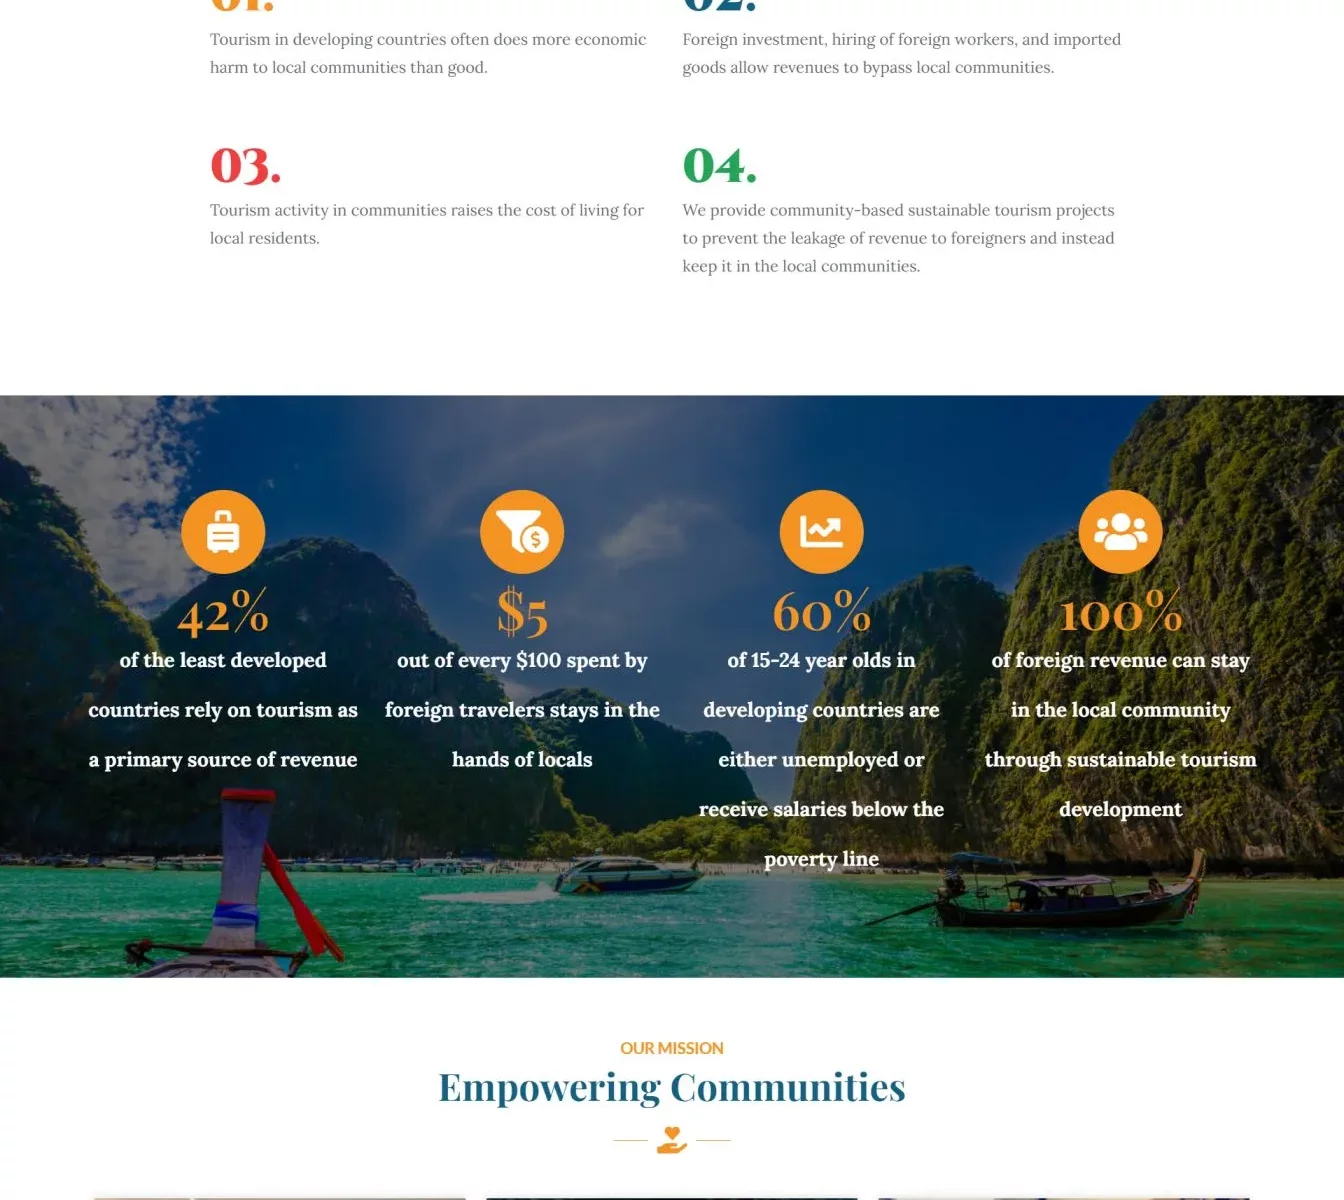 01.
02.
Tourism in developing countries often does more economic
harm to local communities than good.
Foreign investment, hiring of foreign workers, and imported
goods allow revenues to bypass local communities.
03.
Tourism activity in communities raises the cost of living for
local residents.
04.
We provide community-based sustainable tourism projects
to prevent the leakage of revenue to foreigners and instead
keep it in the local communities.
42%
of the least developed
countries rely on tourism as
a primary source of revenue
$5
out of every $100 spent by
foreign travelers stays in the
hands of locals
60%
of 15-24 year olds in
developing countries are
either unemployed or
receive salaries below the
poverty line
100%
of foreign revenue can stay
in the local community
through sustainable tourism
development
OUR MISSION
Empowering Communities